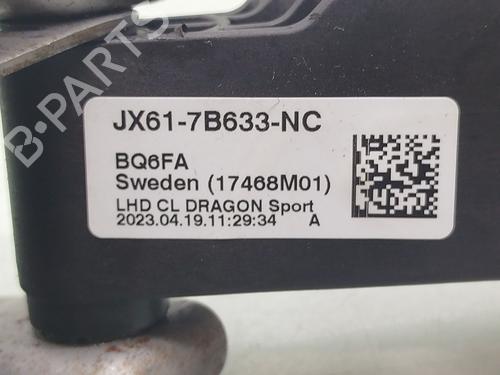 JX61-7B633-NC
BQ6FA
Sweden (17468M01)
LHD CL DRAGON Sport
2023.04.19.11:29:34 A
B-PARTS